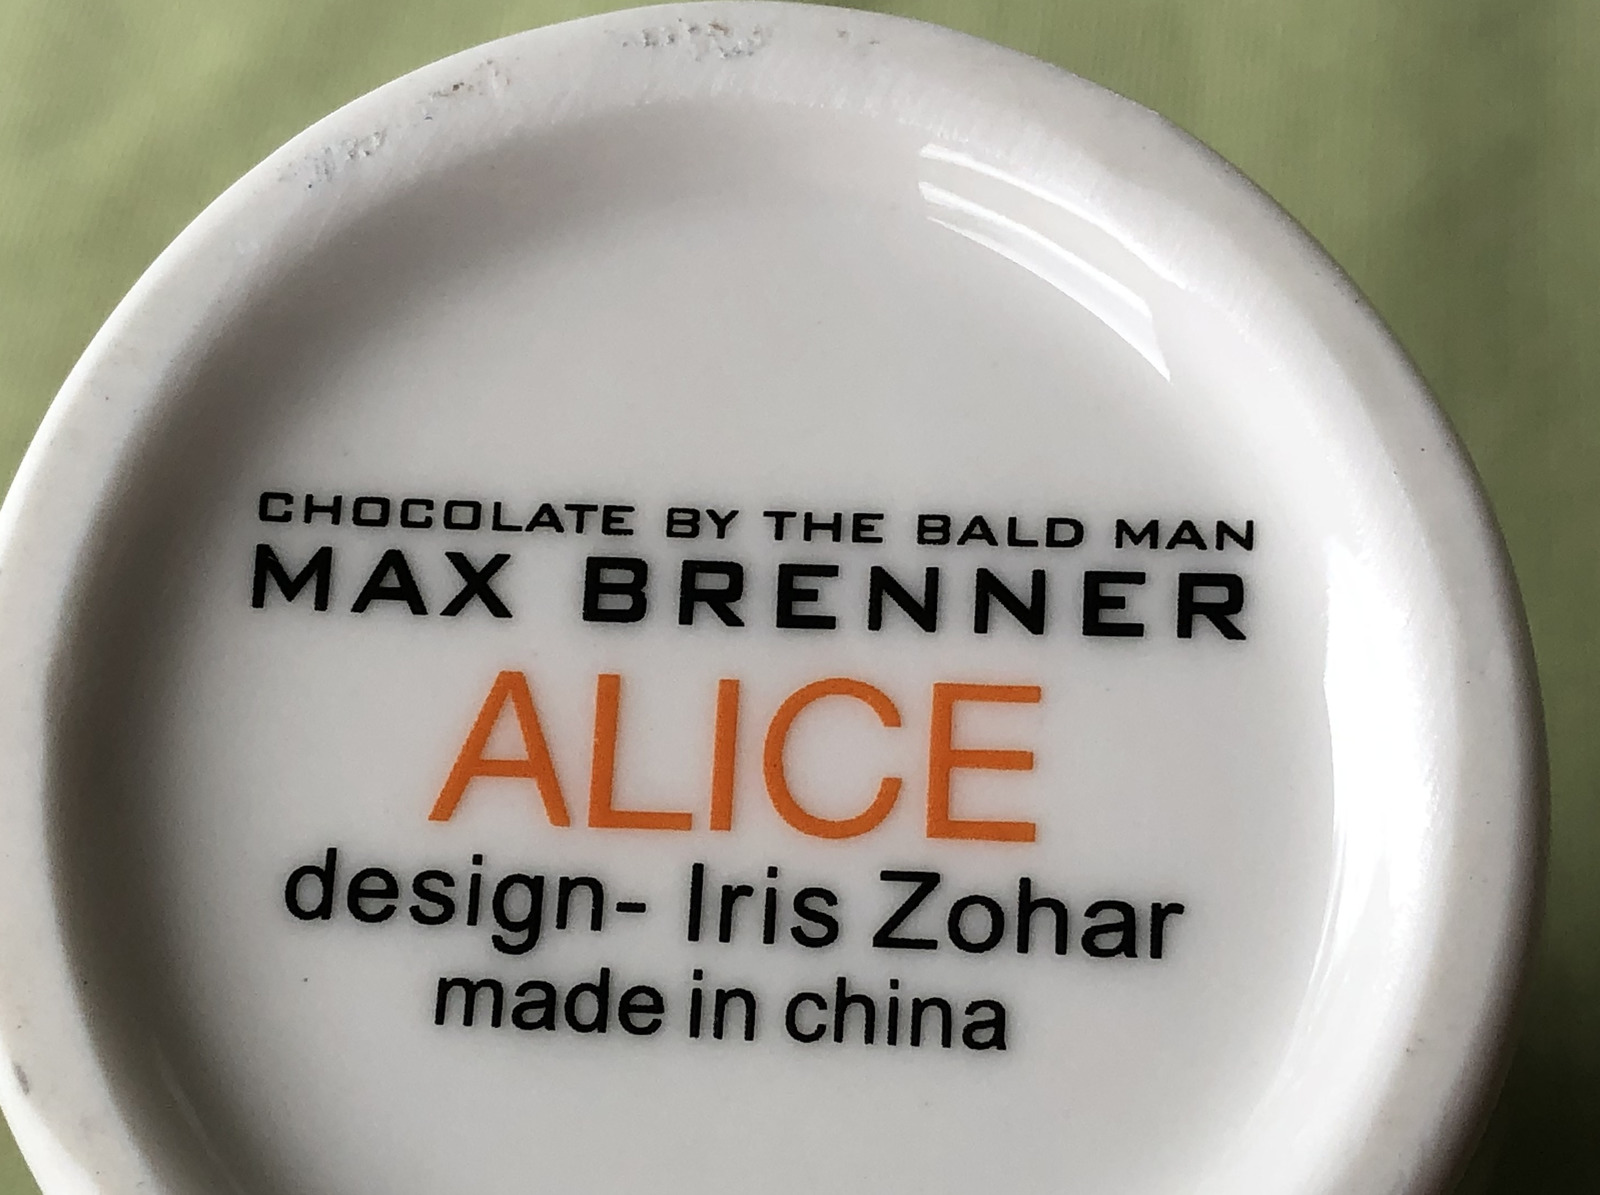 CHOCOLATE BY THE BALD MAN
MAX BRENNER
ALICE
design- Iris Zohar
made in china